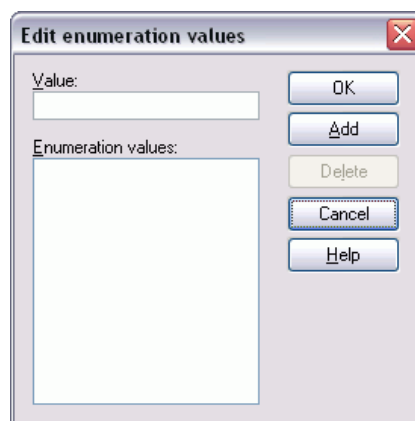 Edit enumeration values
Value:
OK
Add
Enumeration values:
Delete
Cancel
Help